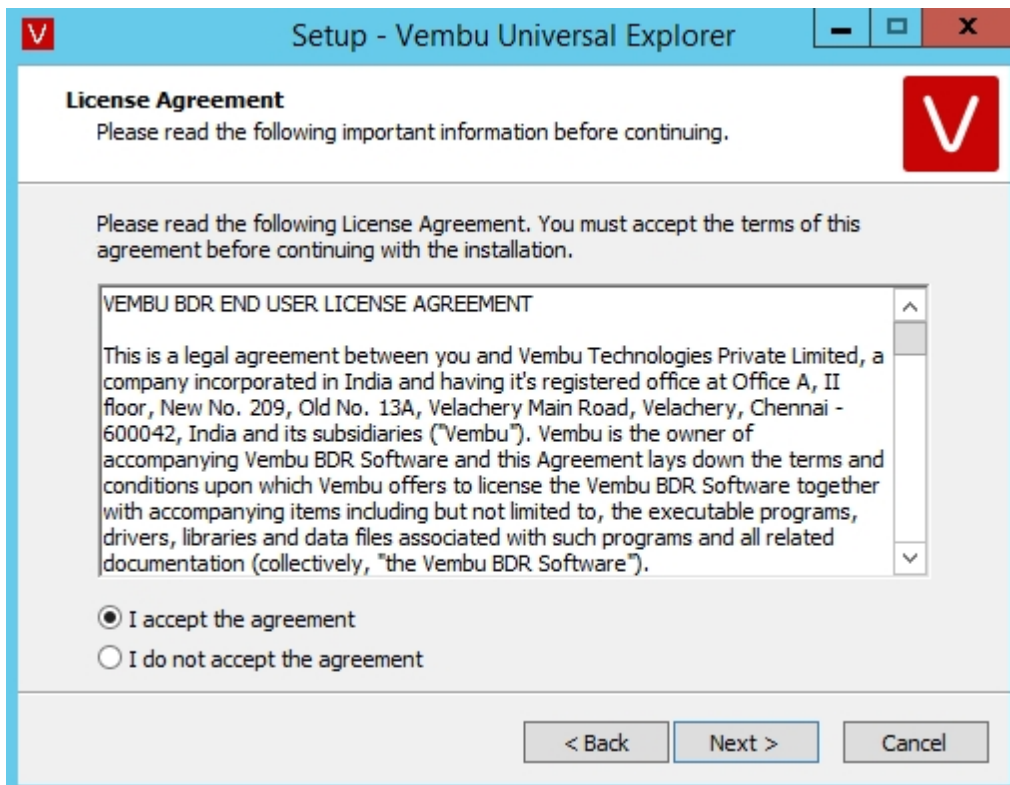 V
Setup - Vembu Universal Explorer
License Agreement
Please read the following important information before continuing.
V
Please read the following License Agreement. You must accept the terms of this
agreement before continuing with the installation.
VEMBU BDR END USER LICENSE AGREEMENT
This is a legal agreement between you and Vembu Technologies Private Limited, a
company incorporated in India and having it's registered office at Office A, II
floor, New No. 209, Old No. 13A, Velachery Main Road, Velachery, Chennai -
600042, India and its subsidiaries ("Vembu"). Vembu is the owner of
accompanying Vembu BDR Software and this Agreement lays down the terms and
conditions upon which Vembu offers to license the Vembu BDR Software together
with accompanying items including but not limited to, the executable programs,
drivers, libraries and data files associated with such programs and all related
documentation (collectively, "the Vembu BDR Software").
I accept the agreement
I do not accept the agreement
< Back
Next >
Cancel